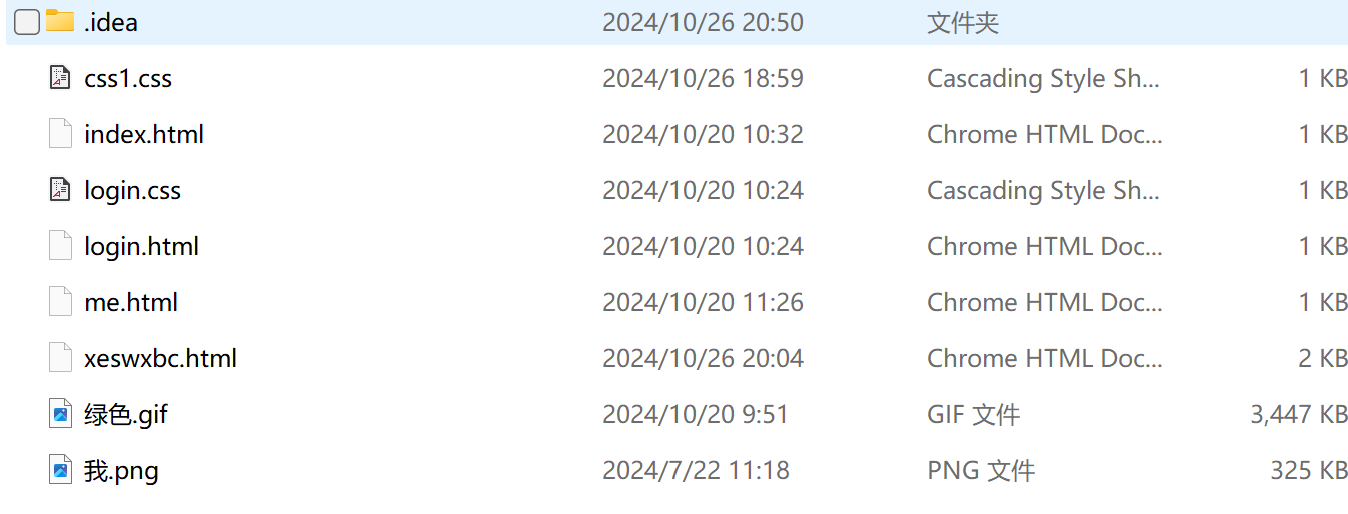 .idea 2024/10/26 20:50 文件夹
css1.css 2024/10/26 18:59 Cascading Style Sh... 1 KB
index.html 2024/10/20 10:32 Chrome HTML Doc... 1 KB
login.css 2024/10/20 10:24 Cascading Style Sh... 1 KB
login.html 2024/10/20 10:24 Chrome HTML Doc... 1 KB
me.html 2024/10/20 11:26 Chrome HTML Doc... 1 KB
xeswxbc.html 2024/10/26 20:04 Chrome HTML Doc... 2 KB
绿色.gif 2024/10/20 9:51 GIF 文件 3,447 KB
我.png 2024/7/22 11:18 PNG 文件 325 KB